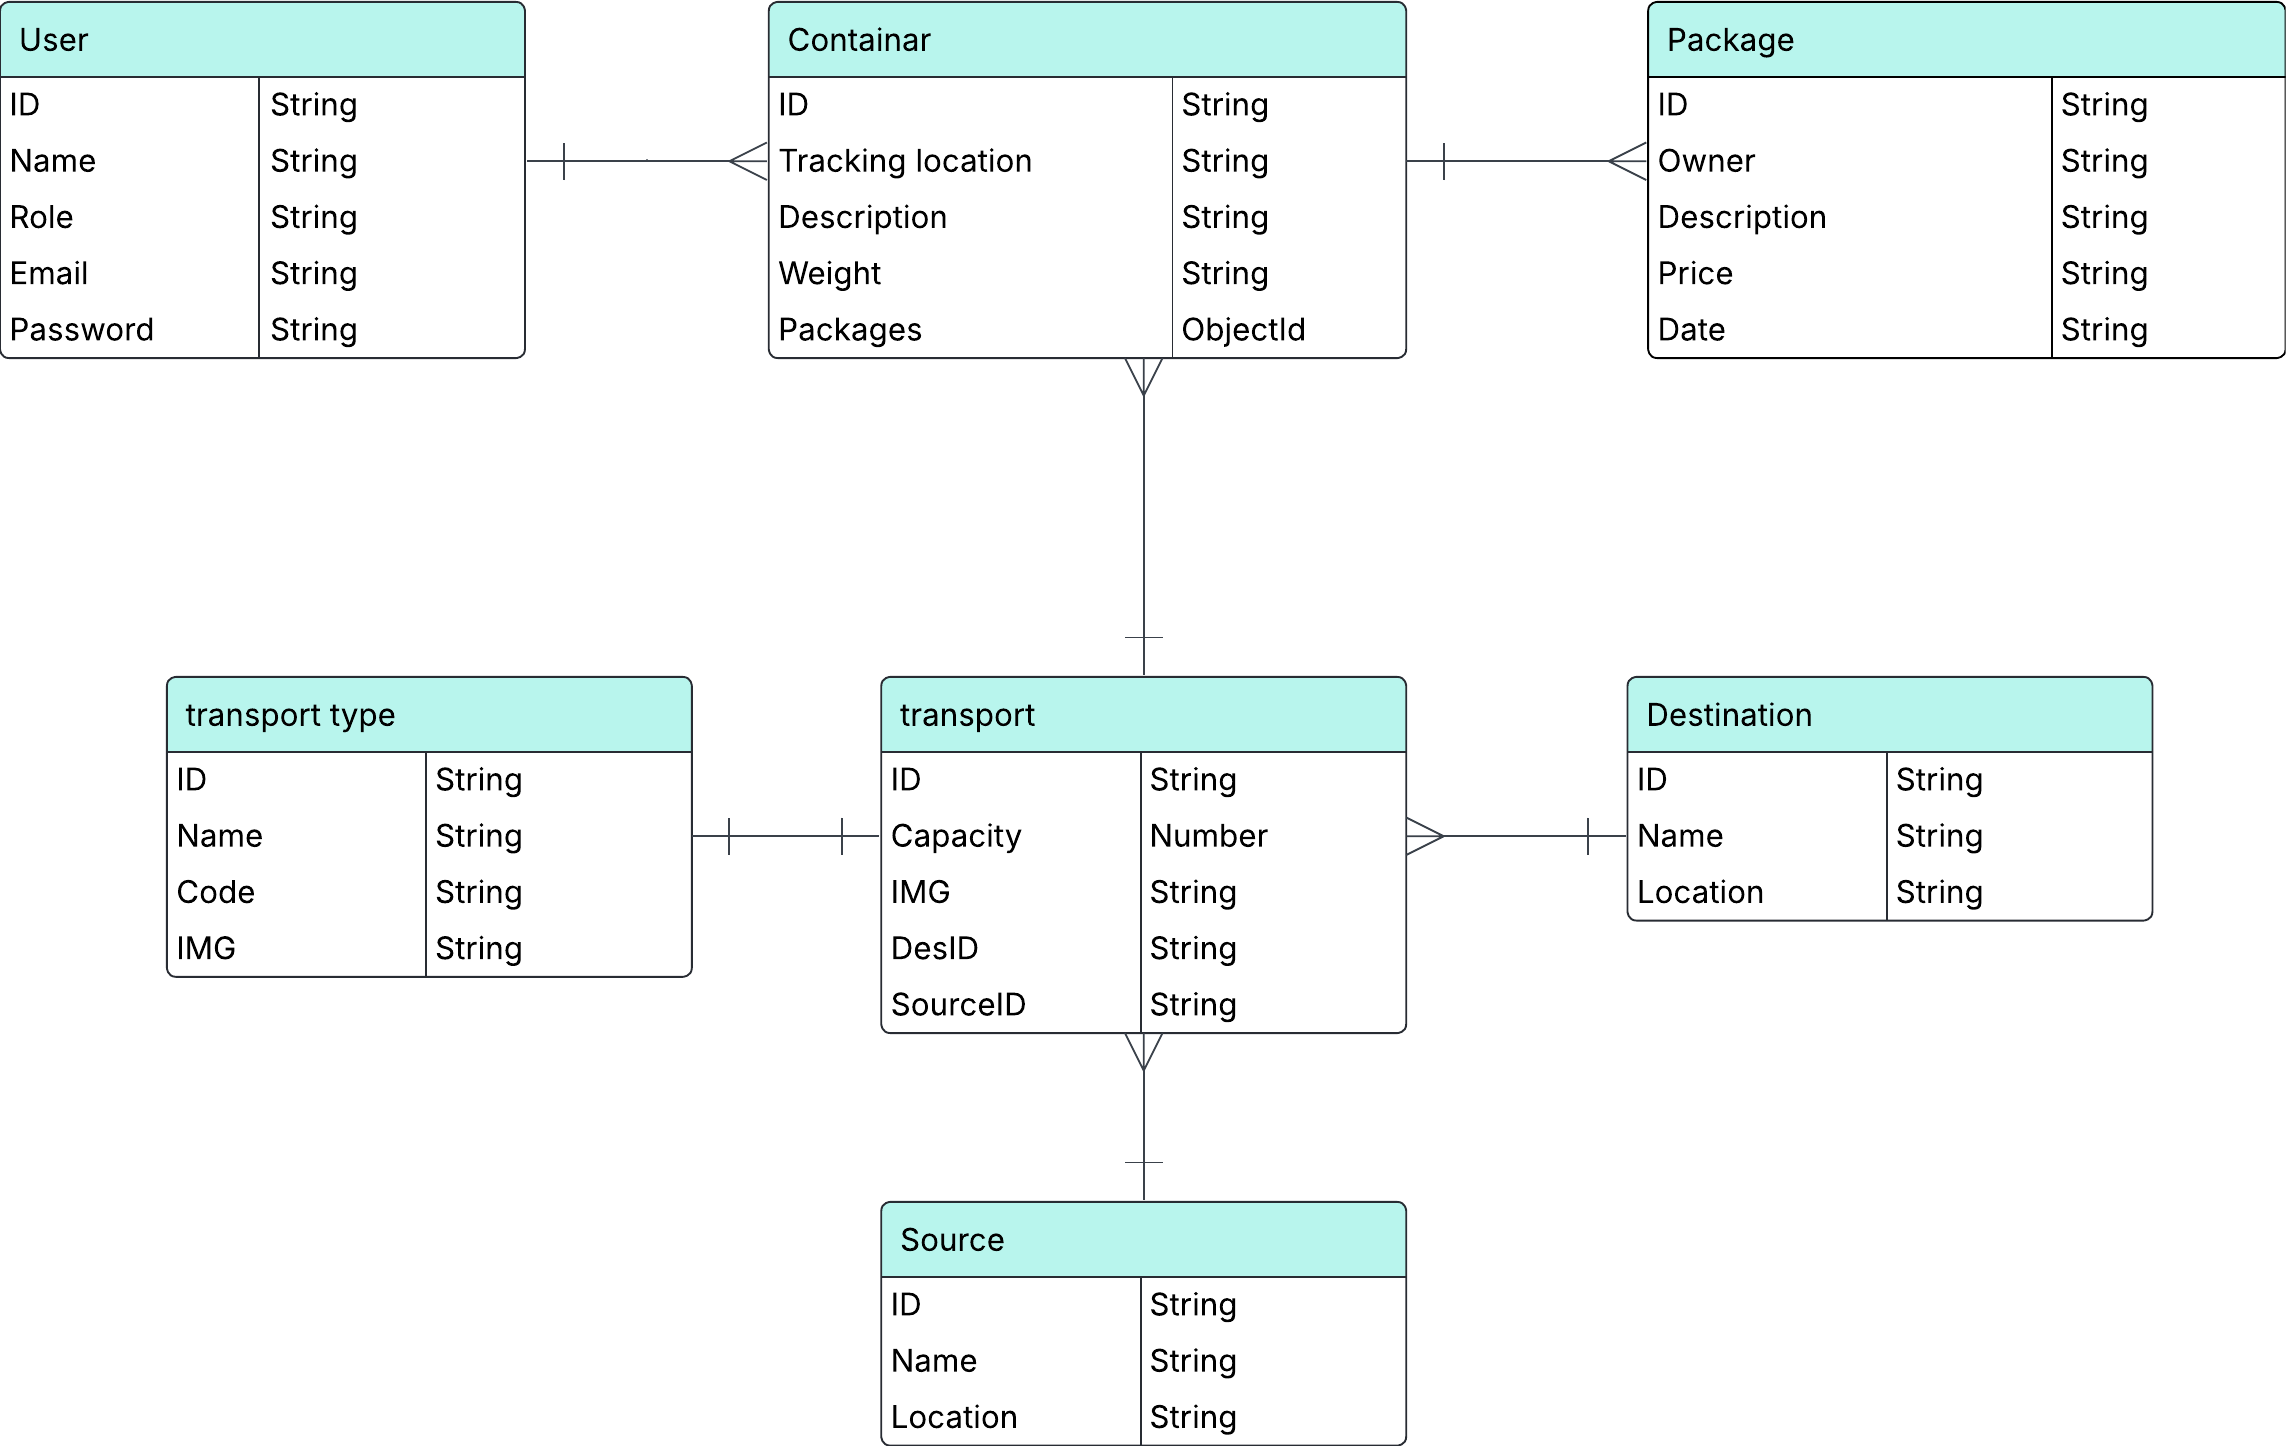 User
ID String
Name String
Role String
Email String
Password String
Containar
ID String
Tracking location String
Description String
Weight String
Packages ObjectId
Package
ID String
Owner String
Description String
Price String
Date String
transport type
ID String
Name String
Code String
IMG String
transport
ID String
Capacity Number
IMG String
DesID String
SourceID String
Destination
ID String
Name String
Location String
Source
ID String
Name String
Location String